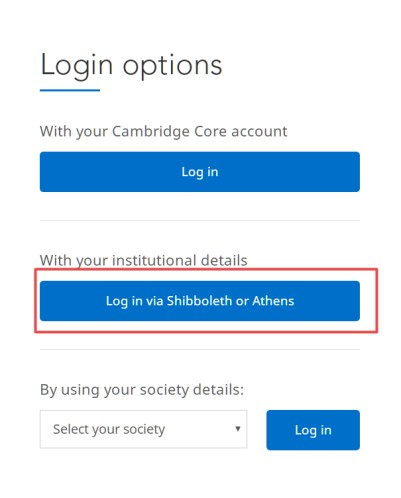 Login options
With your Cambridge Core account
Log in
With your institutional details
Log in via Shibboleth or Athens
By using your society details:
Select your society
Log in